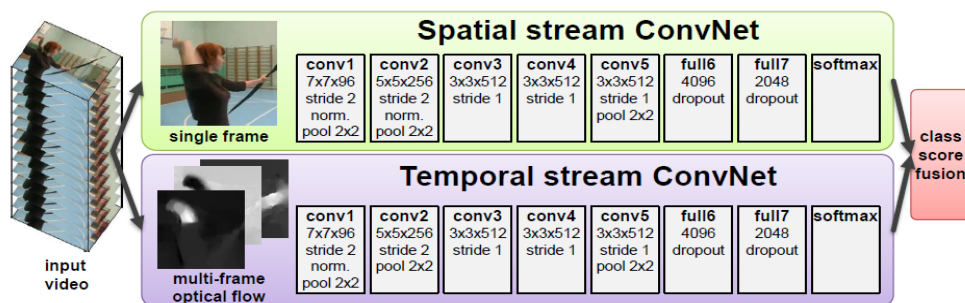 Spatial stream ConvNet
conv1
7x7x96
stride 2
norm.
pool 2x2
conv2
5x5x256
stride 2
norm.
pool 2x2
conv3
3x3x512
stride 1
conv4
3x3x512
stride 1
conv5
3x3x512
stride 1
pool 2x2
full6
4096
dropout
full7
2048
dropout
softmax
single frame
Temporal stream ConvNet
conv1
7x7x96
stride 2
norm.
pool 2x2
conv2
5x5x256
stride 2
pool 2x2
conv3
3x3x512
stride 1
conv4
3x3x512
stride 1
conv5
3x3x512
stride 1
pool 2x2
full6
4096
dropout
full7
2048
dropout
softmax
input
video
multi-frame
optical flow
class
score
fusion